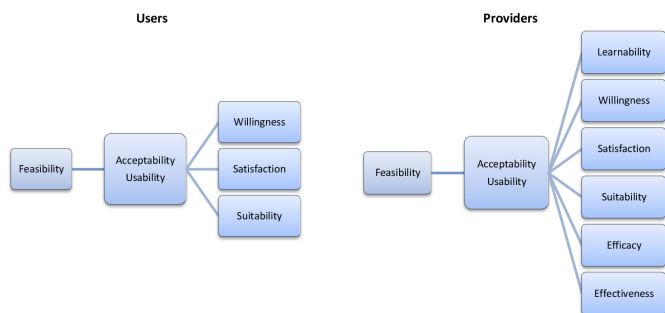 Users
Feasibility
Acceptability
Usability
Willingness
Satisfaction
Suitability
Providers
Feasibility
Acceptability
Usability
Learnability
Willingness
Satisfaction
Suitability
Efficacy
Effectiveness